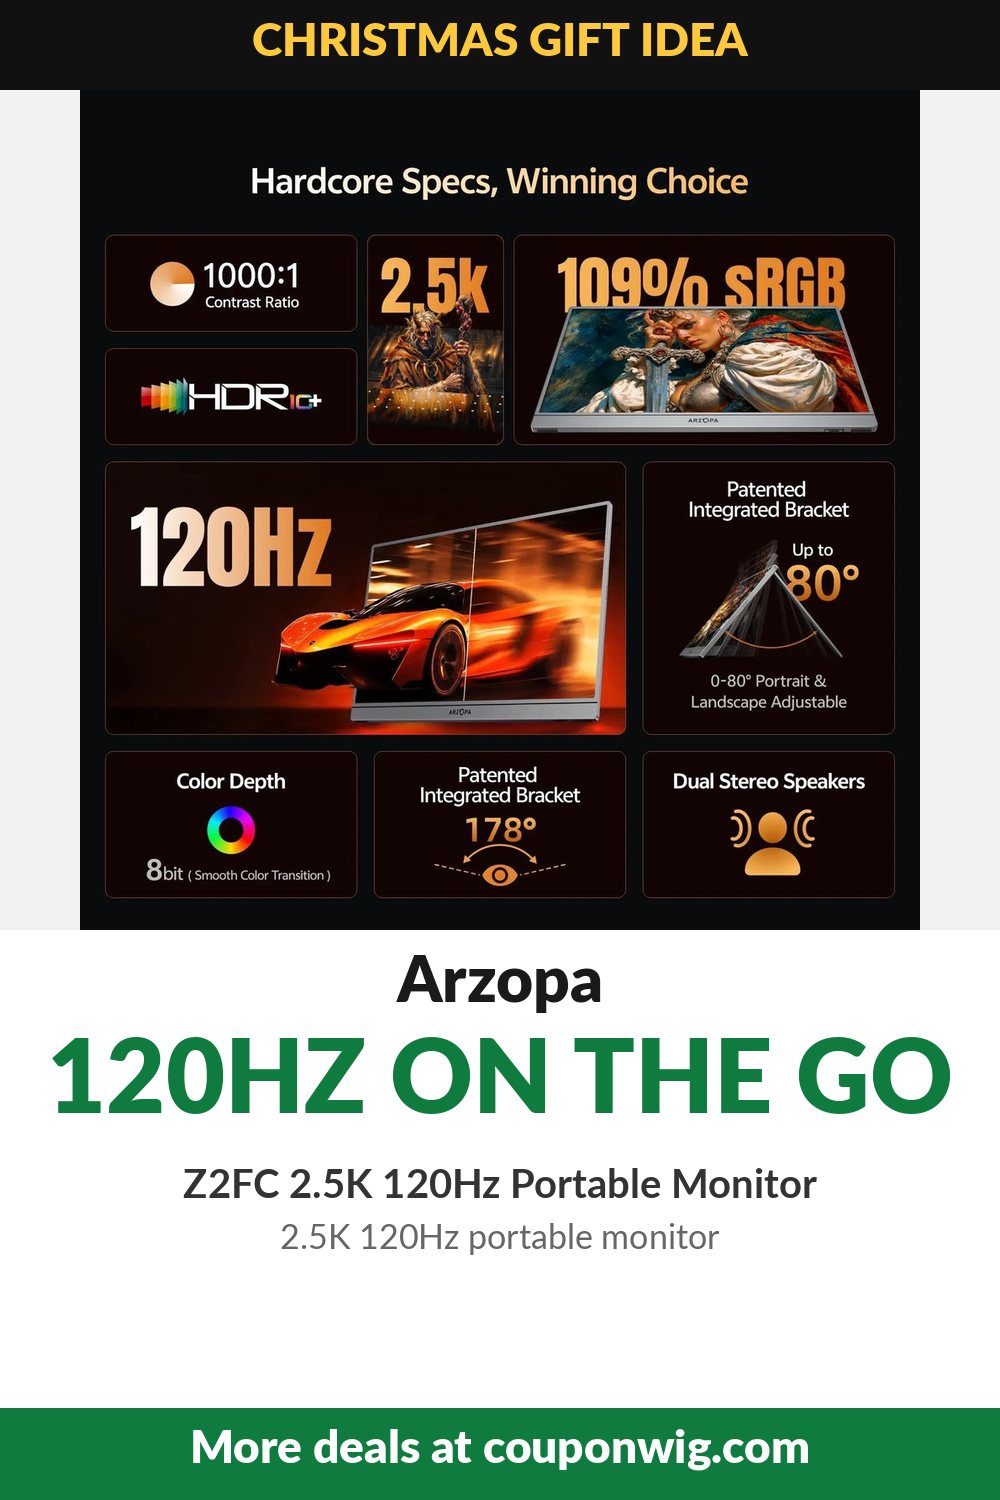 CHRISTMAS GIFT IDEA
Hardcore Specs, Winning Choice
1000:1
Contrast Ratio
2.5k
109% sRGB
ARZOPA
HDR10+
120Hz
ARZOPA
Patented
Integrated Bracket
Up to
80°
0-80° Portrait &
Landscape Adjustable
Color Depth
8bit ( Smooth Color Transition )
Patented
Integrated Bracket
178°
Dual Stereo Speakers
Arzopa
120HZ ON THE GO
Z2FC 2.5K 120Hz Portable Monitor
2.5K 120Hz portable monitor
More deals at couponwig.com